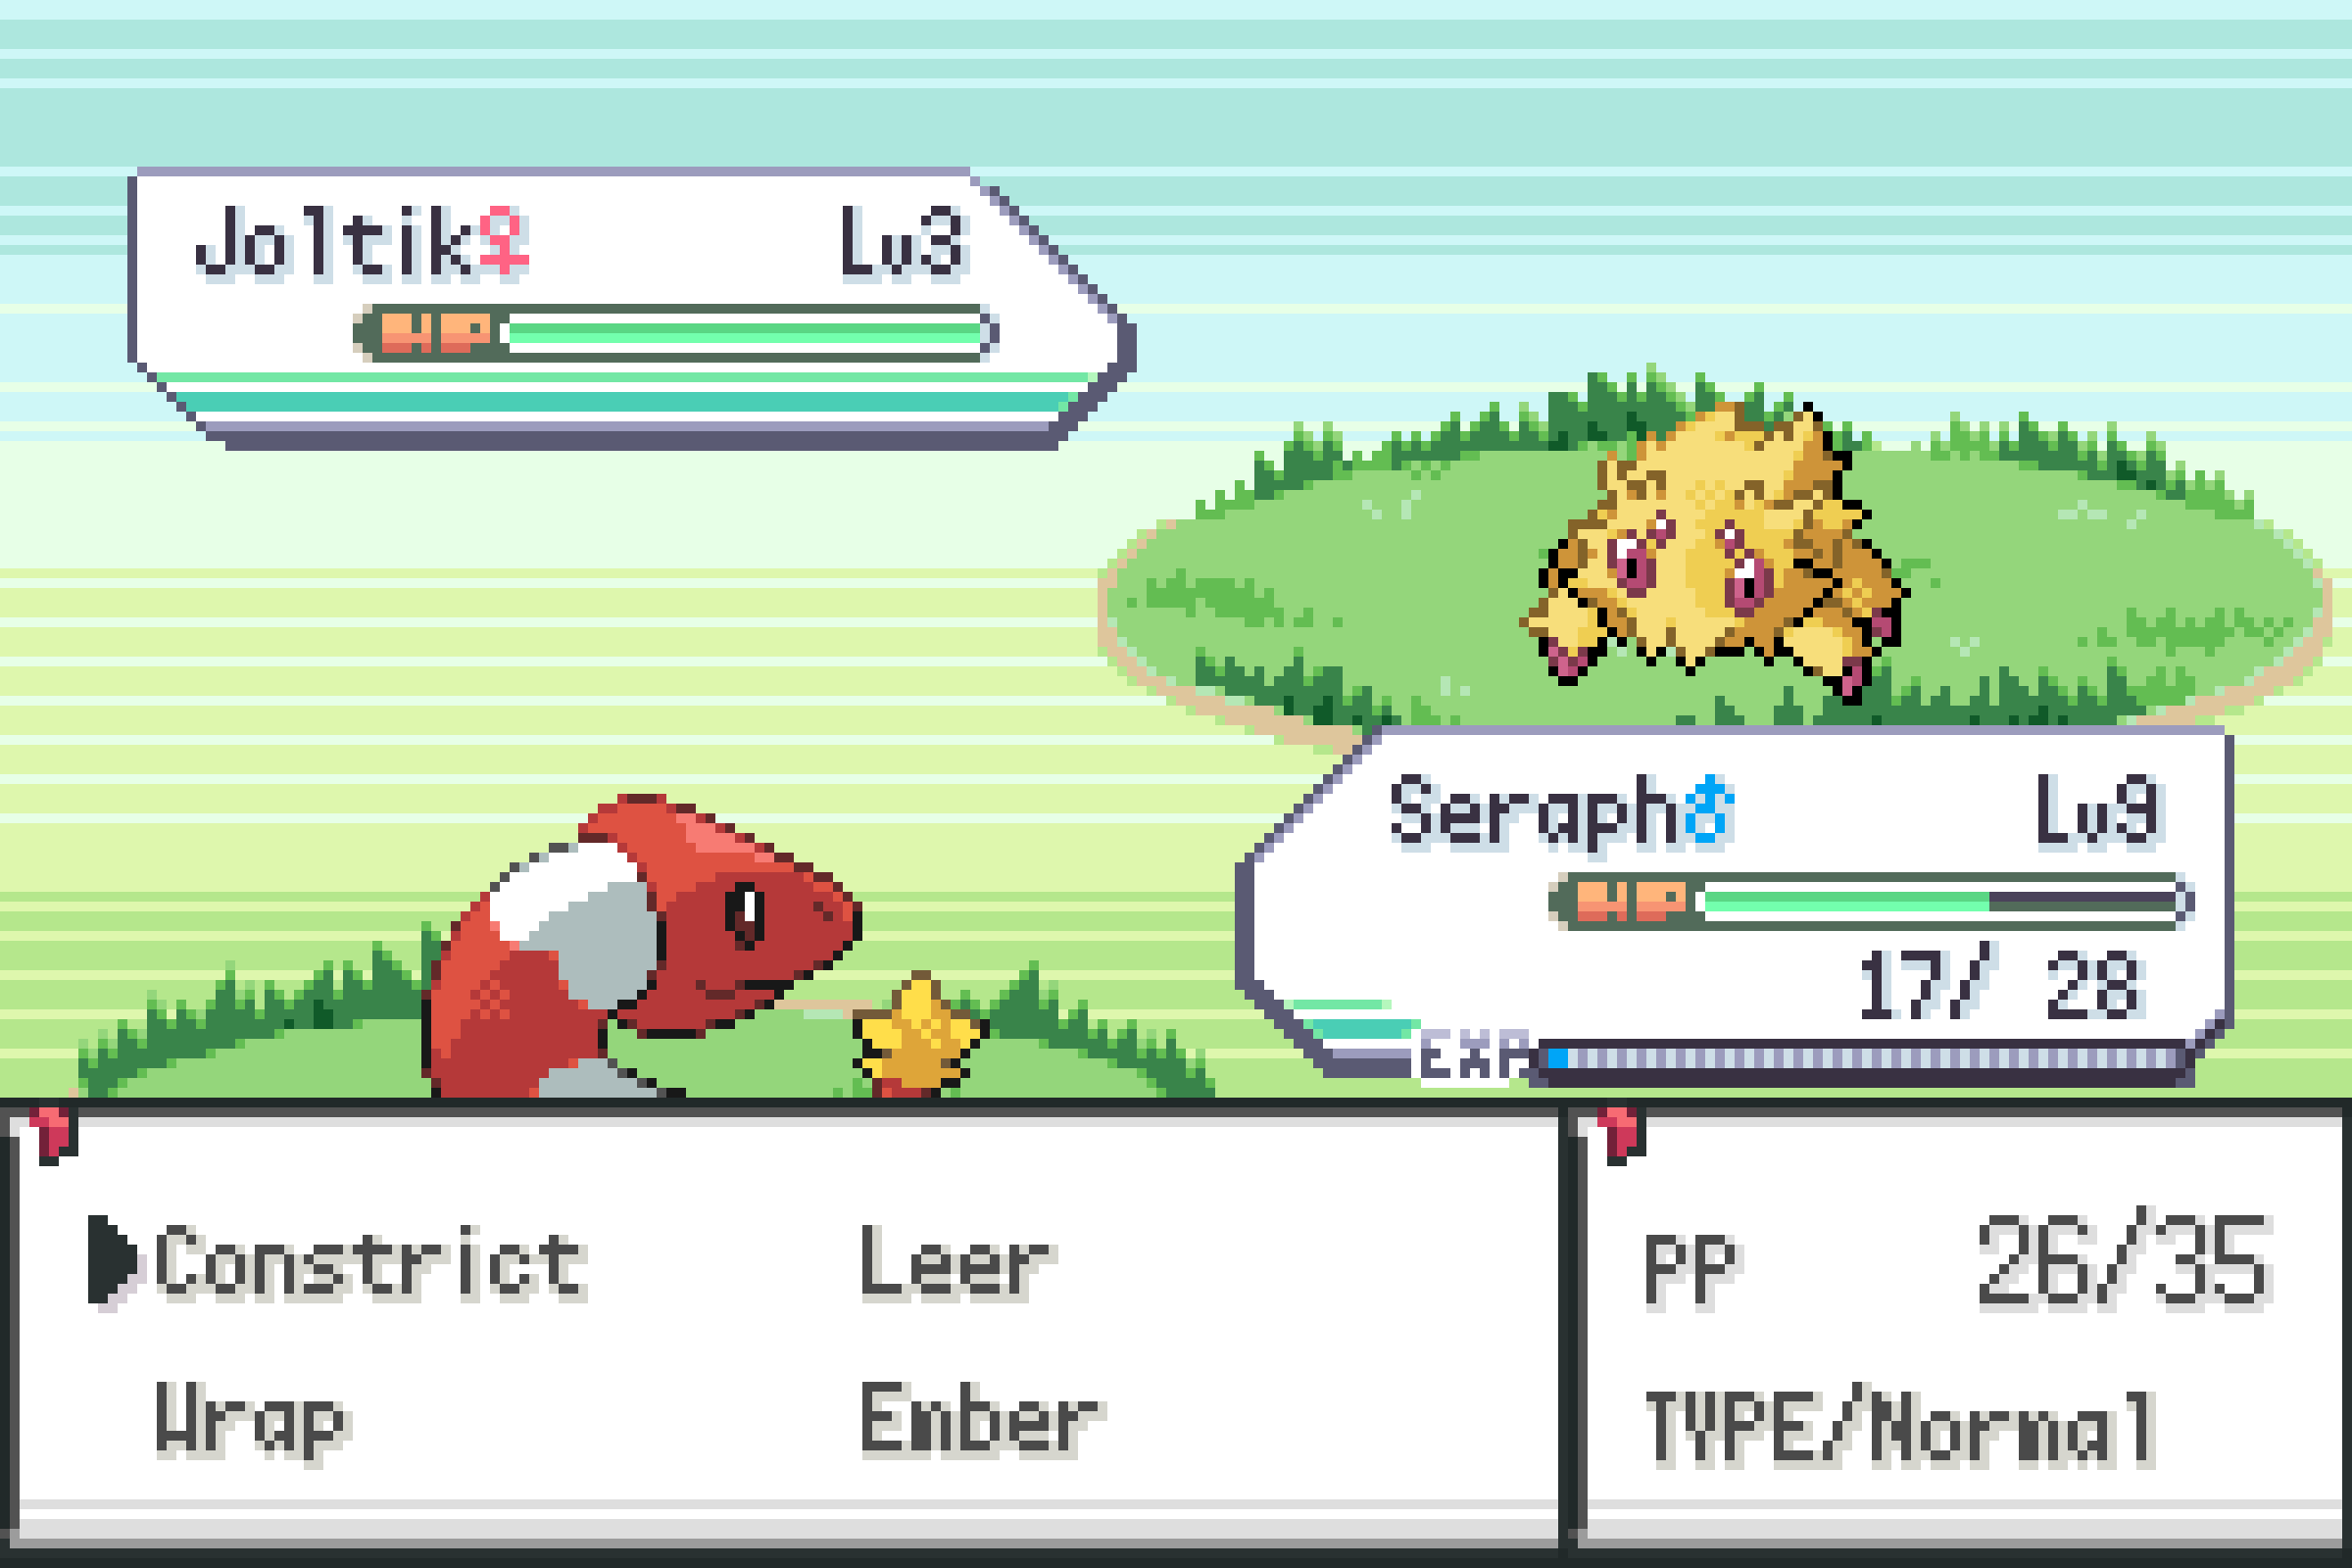 Joltik♀ Lv3
HP
Seraph♂ Lv9
HP
17/ 28
EXP
Constrict Leer
Wrap Ember
PP 26/35
TYPE/Normal